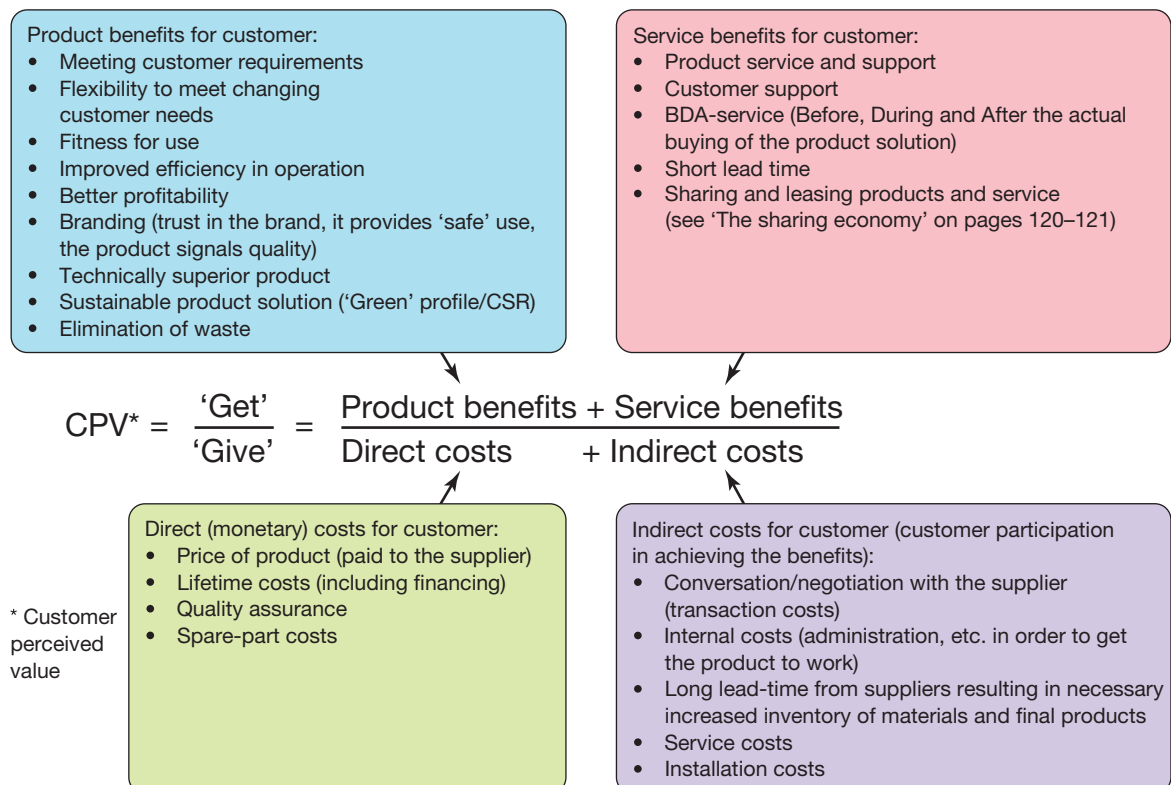 Product benefits for customer:
• Meeting customer requirements
• Flexibility to meet changing
customer needs
• Fitness for use
• Improved efficiency in operation
• Better profitability
• Branding (trust in the brand, it provides ‘safe’ use,
the product signals quality)
• Technically superior product
• Sustainable product solution (‘Green’ profile/CSR)
• Elimination of waste
Service benefits for customer:
• Product service and support
• Customer support
• BDA-service (Before, During and After the actual
buying of the product solution)
• Short lead time
• Sharing and leasing products and service
(see ‘The sharing economy’ on pages 120–121)
CPV* = ‘Get’ / ‘Give’ = Product benefits + Service benefits / Direct costs + Indirect costs
Direct (monetary) costs for customer:
• Price of product (paid to the supplier)
• Lifetime costs (including financing)
• Quality assurance
• Spare-part costs
Indirect costs for customer (customer participation
in achieving the benefits):
• Conversation/negotiation with the supplier
(transaction costs)
• Internal costs (administration, etc. in order to get
the product to work)
• Long lead-time from suppliers resulting in necessary
increased inventory of materials and final products
• Service costs
• Installation costs
* Customer
perceived
value